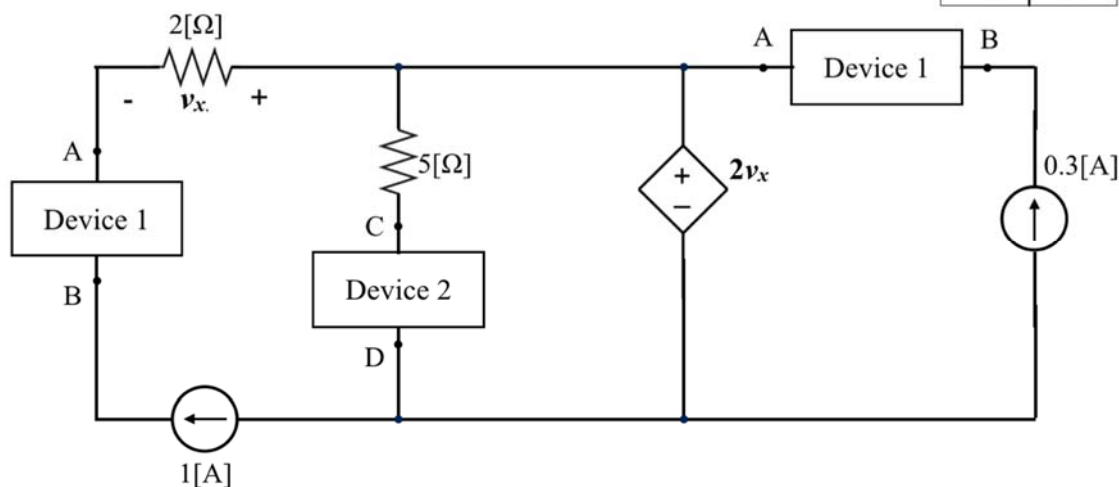 2[Ω]
- vx. +
A
Device 1
B
1[A]
5[Ω]
C
Device 2
D
+
−
2vx
A
Device 1
B
0.3[A]